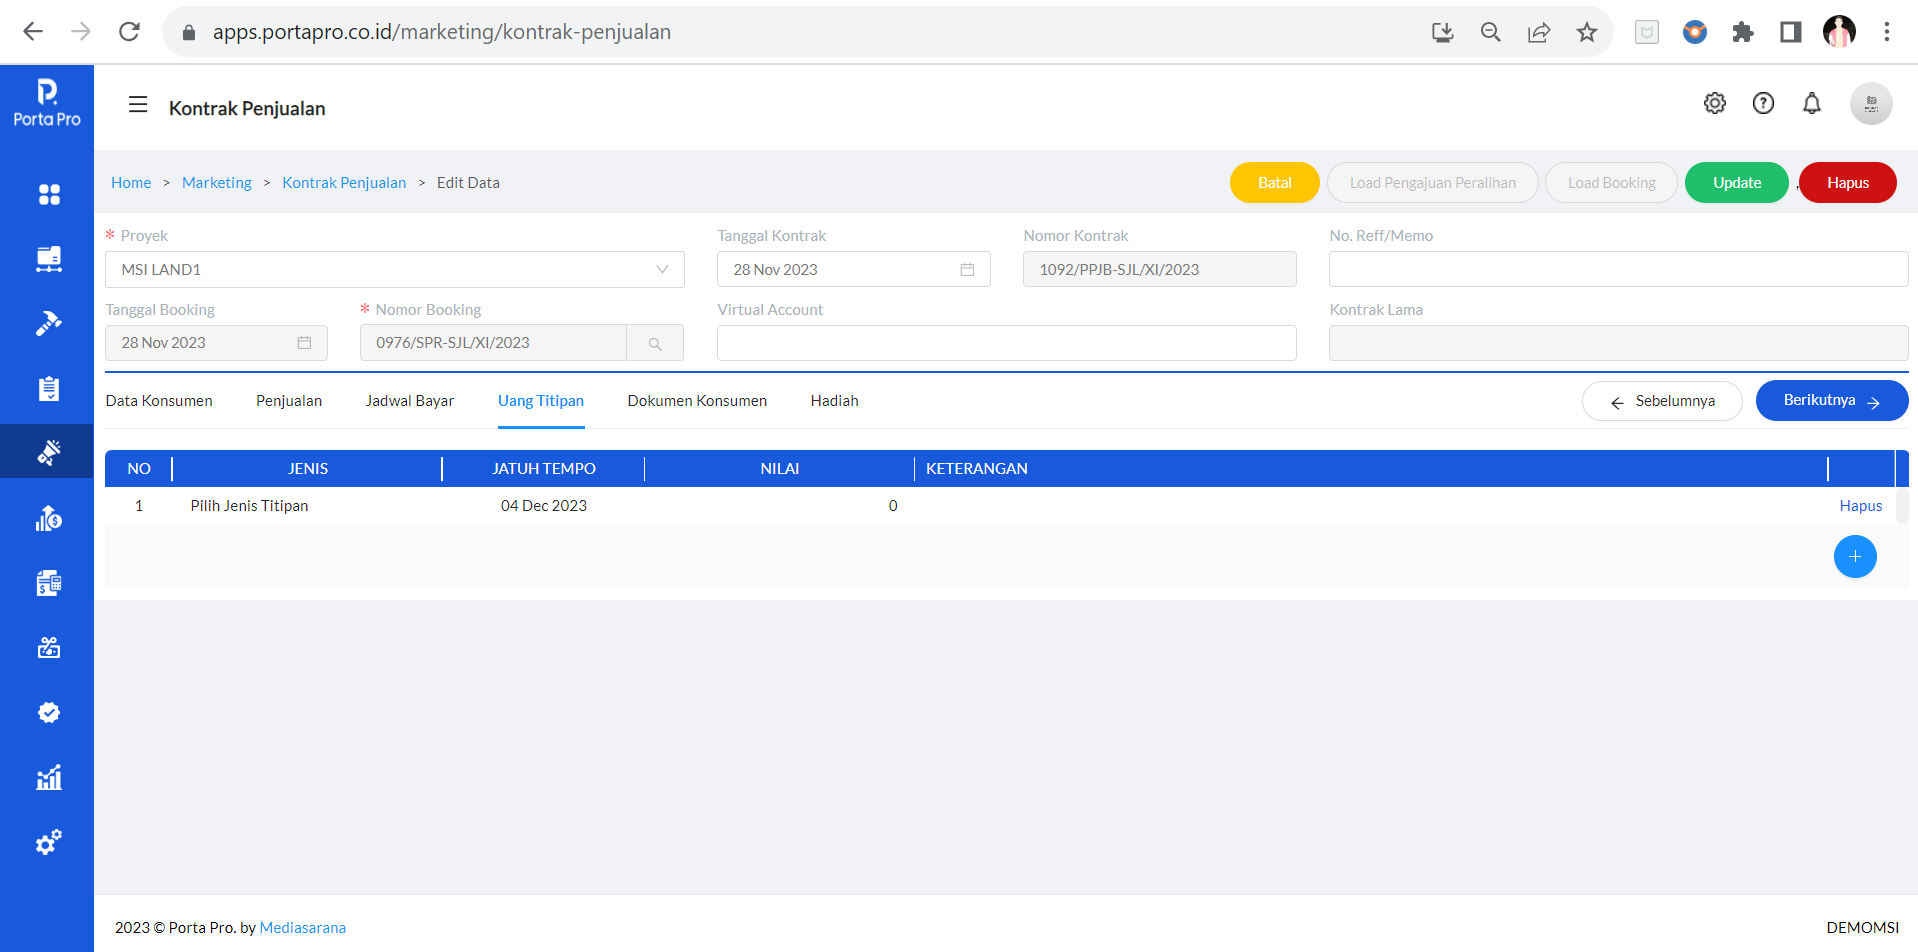 apps.portapro.co.id/marketing/kontrak-penjualan
Porta Pro
Kontrak Penjualan
Home > Marketing > Kontrak Penjualan > Edit Data
Batal
Load Pengajuan Peralihan
Load Booking
Update
,
Hapus
* Proyek
Tanggal Kontrak
Nomor Kontrak
No. Reff/Memo
MSI LAND1
28 Nov 2023
1092/PPJB-SJL/XI/2023
Tanggal Booking
* Nomor Booking
Virtual Account
Kontrak Lama
28 Nov 2023
0976/SPR-SJL/XI/2023
Data Konsumen
Penjualan
Jadwal Bayar
Uang Titipan
Dokumen Konsumen
Hadiah
← Sebelumnya
Berikutnya →
NO JENIS JATUH TEMPO NILAI KETERANGAN
1 Pilih Jenis Titipan 04 Dec 2023 0 Hapus
+
2023 © Porta Pro. by Mediasarana
DEMOMSI